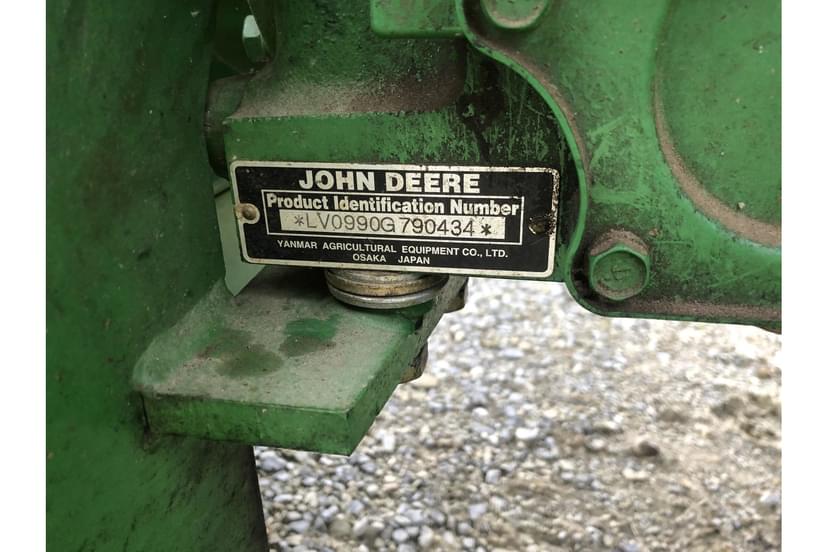 JOHN DEERE
Product Identification Number
*LV0990G790434*
YANMAR AGRICULTURAL EQUIPMENT CO., LTD.
OSAKA JAPAN